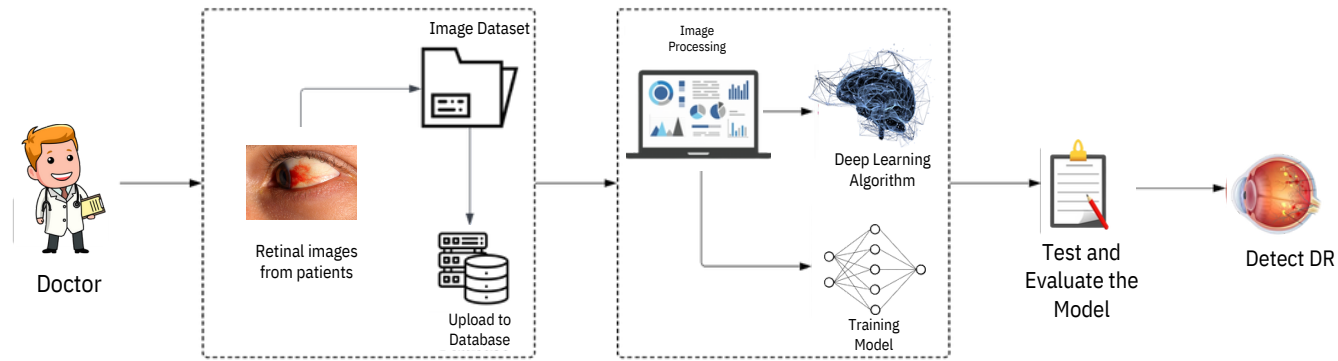 Doctor
Image Dataset
Retinal images
from patients
Upload to
Database
Image
Processing
Deep Learning
Algorithm
Training
Model
Test and
Evaluate the
Model
Detect DR